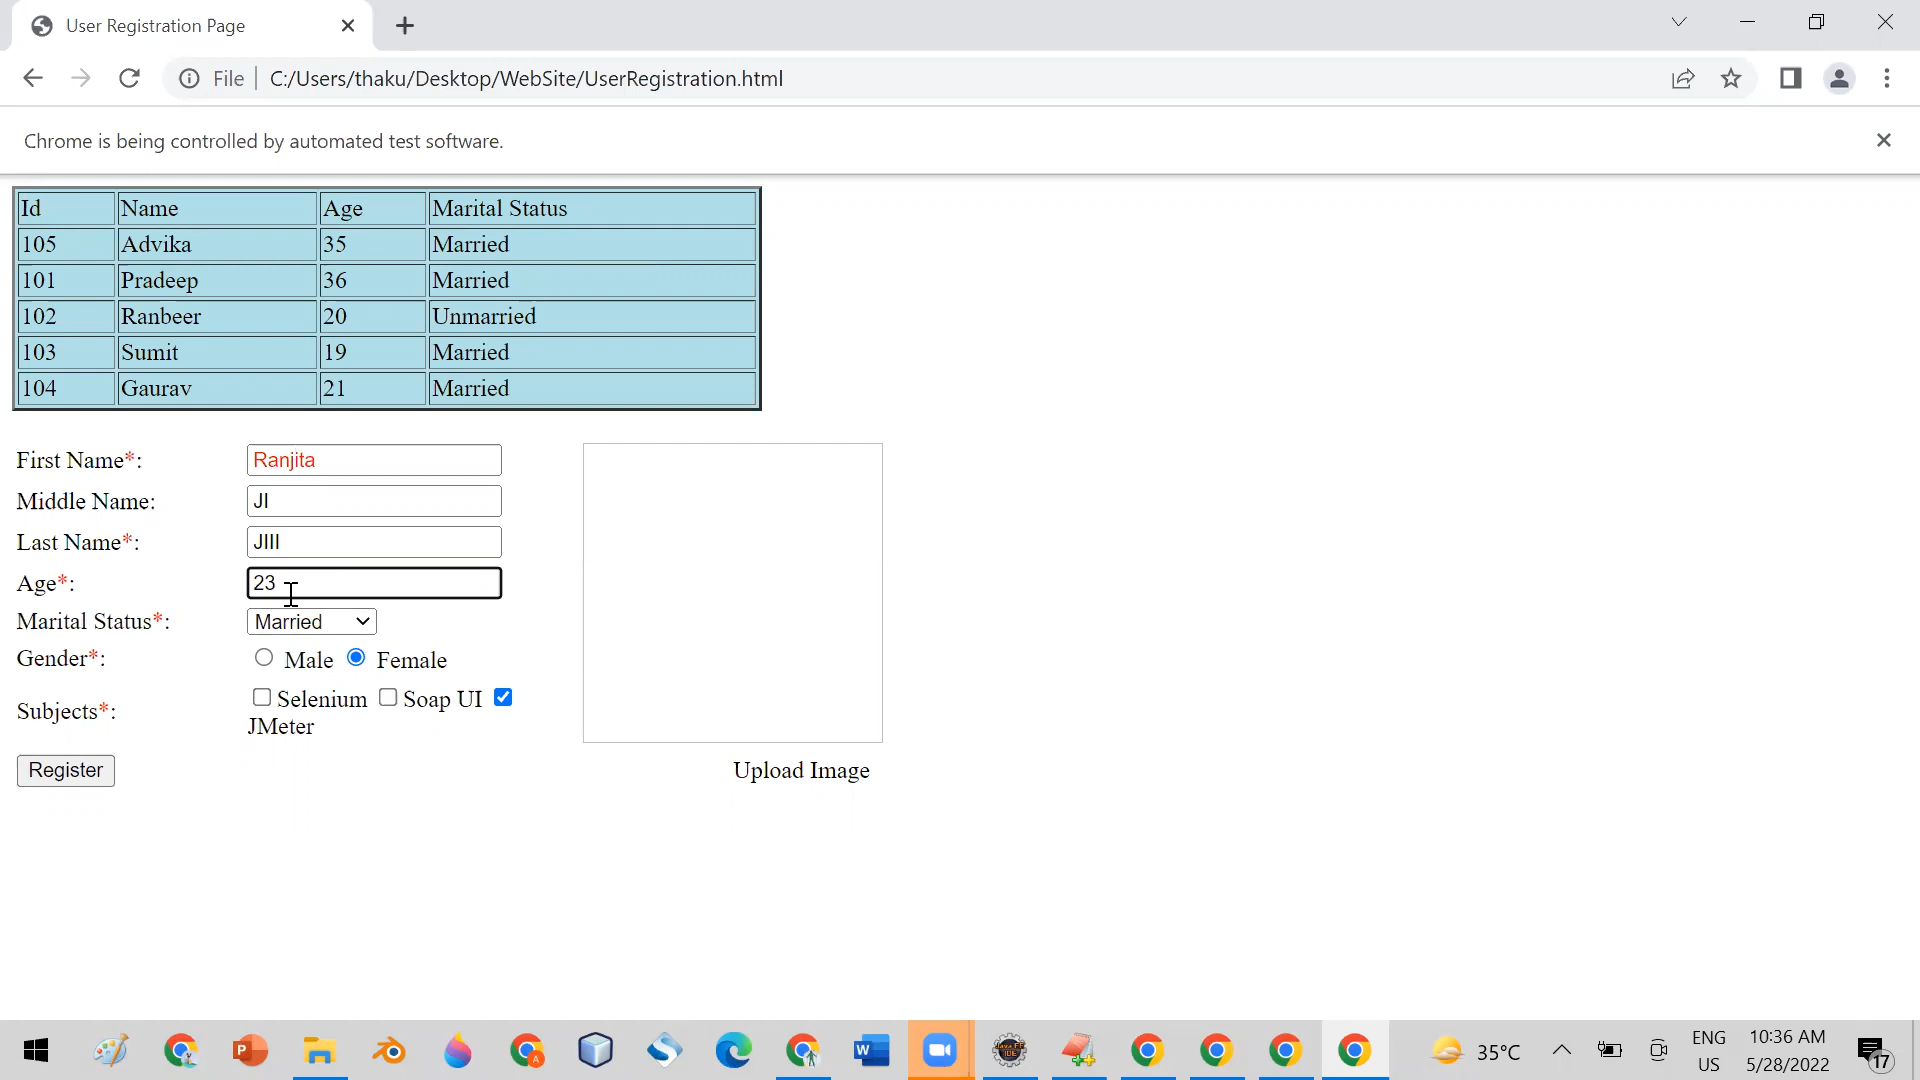 User Registration Page
File C:/Users/thaku/Desktop/WebSite/UserRegistration.html
Chrome is being controlled by automated test software.
Id Name Age Marital Status
105 Advika 35 Married
101 Pradeep 36 Married
102 Ranbeer 20 Unmarried
103 Sumit 19 Married
104 Gaurav 21 Married
First Name*: Ranjita
Middle Name: JI
Last Name*: JIII
Age*: 23
Marital Status*: Married
Gender*: Male Female
Subjects*: Selenium Soap UI
JMeter
Register Upload Image
35°C ENG 10:36 AM
US 5/28/2022 17